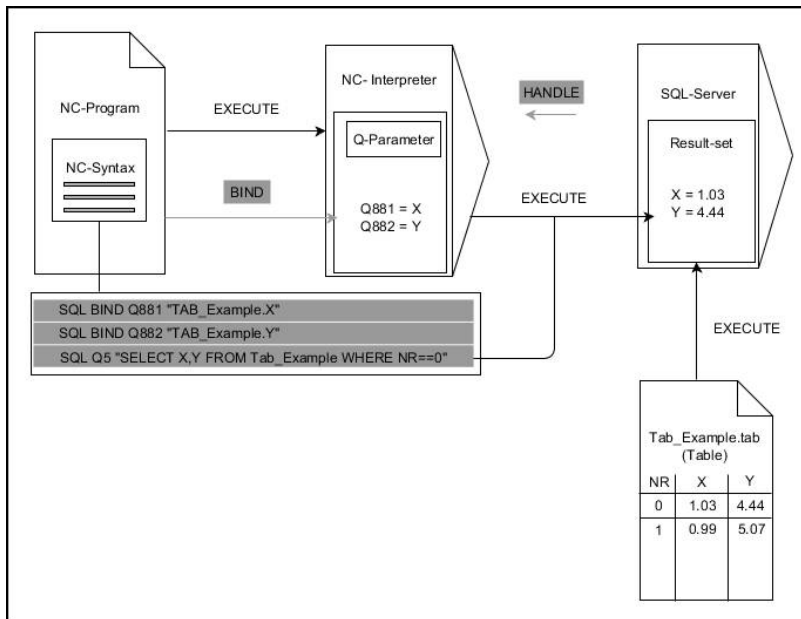 NC-Program
NC-Syntax
EXECUTE
BIND
NC- Interpreter
Q-Parameter
Q881 = X
Q882 = Y
HANDLE
EXECUTE
SQL-Server
Result-set
X = 1.03
Y = 4.44
SQL BIND Q881 "TAB_Example.X"
SQL BIND Q882 "TAB_Example.Y"
SQL Q5 "SELECT X,Y FROM Tab_Example WHERE NR==0"
EXECUTE
Tab_Example.tab
(Table)
NR X Y
0 1.03 4.44
1 0.99 5.07